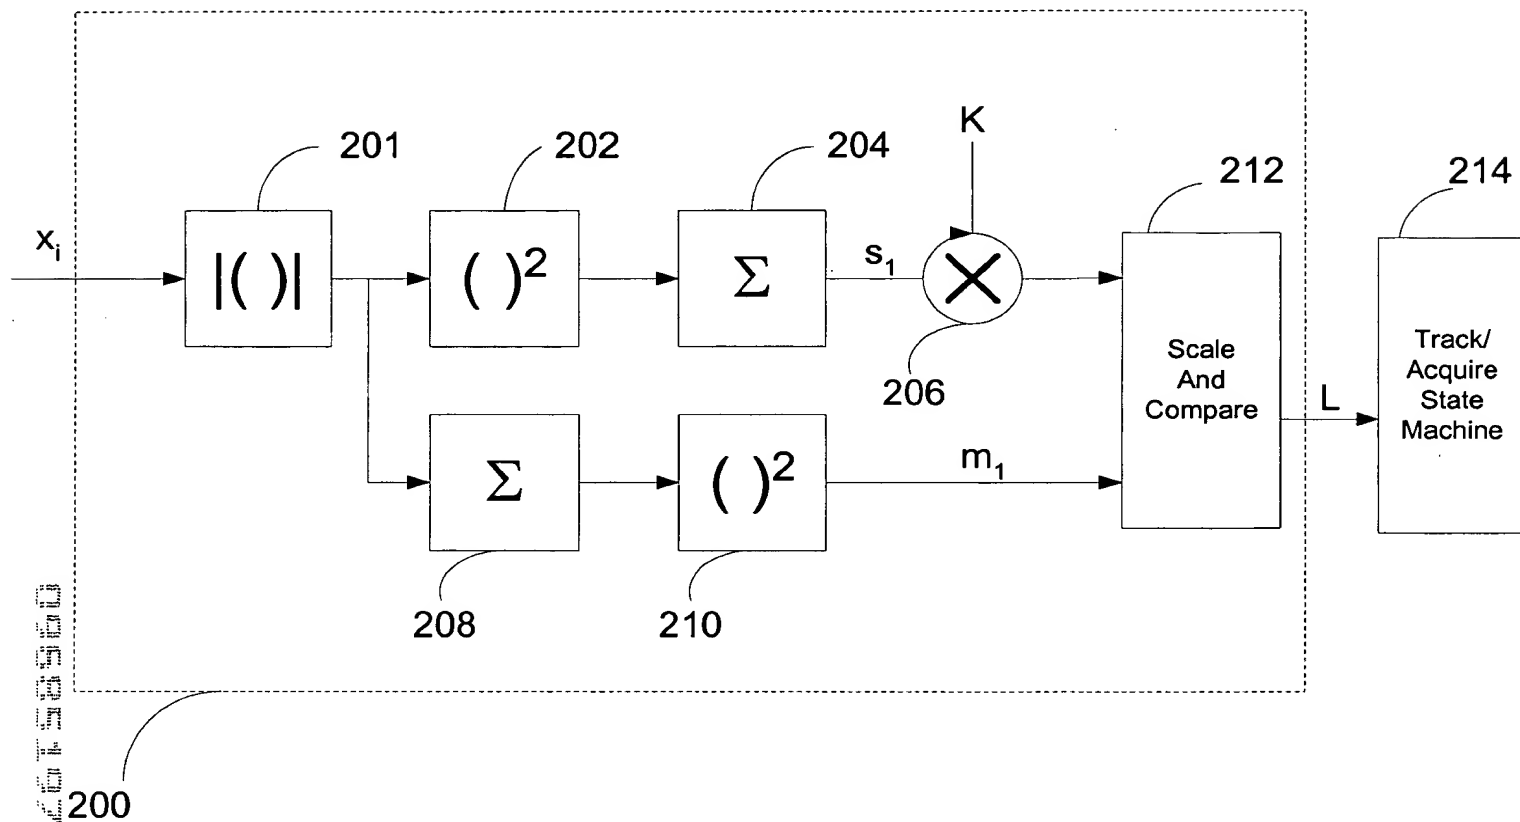 K
201
202
204
212
214
xᵢ
|( )|
( )²
Σ
s₁
×
206
Scale
And
Compare
Track/
Acquire
State
Machine
L
Σ
( )²
m₁
208
210
200
09585197